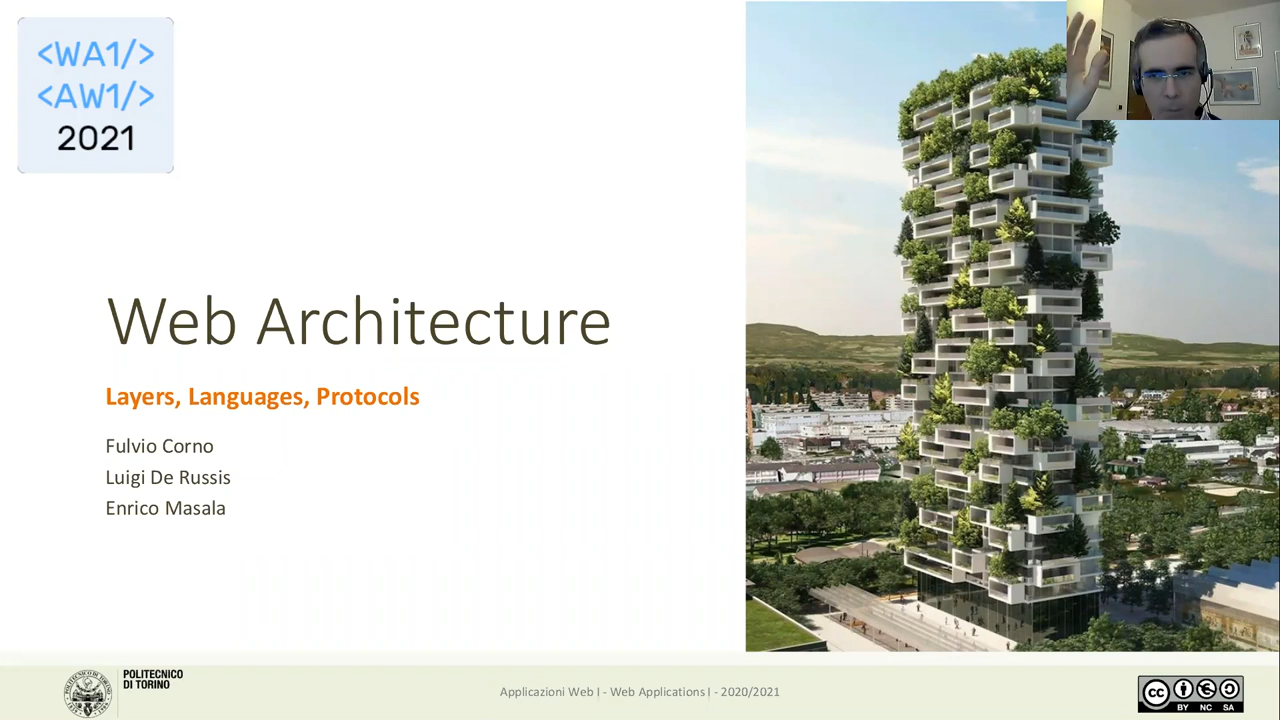 <WA1/>
<AW1/>
2021
Web Architecture
Layers, Languages, Protocols
Fulvio Corno
Luigi De Russis
Enrico Masala
POLITECNICO
DI TORINO
Applicazioni Web I - Web Applications I - 2020/2021
cc
BY NC SA